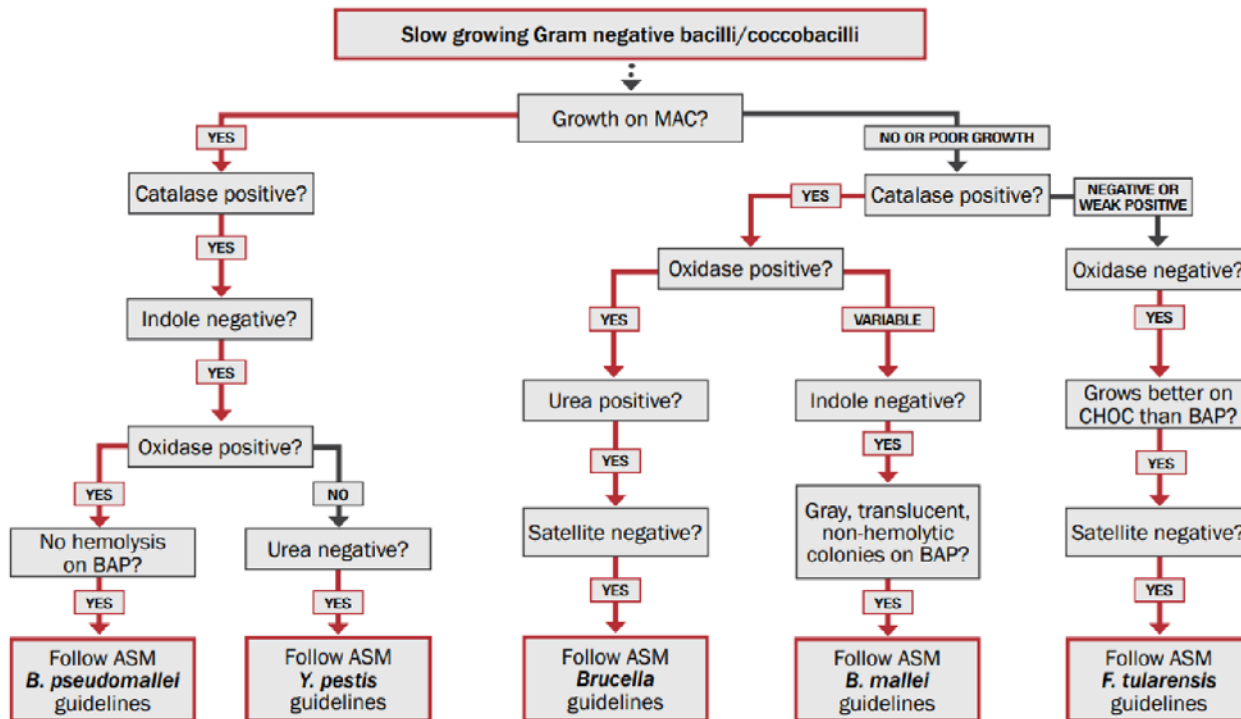 Slow growing Gram negative bacilli/coccobacilli
Growth on MAC?
YES
NO OR POOR GROWTH
Catalase positive?
YES
Catalase positive?
NEGATIVE OR
WEAK POSITIVE
YES
Oxidase positive?
Oxidase negative?
Indole negative?
YES
VARIABLE
YES
YES
Urea positive?
Indole negative?
Grows better on
CHOC than BAP?
Oxidase positive?
YES
YES
YES
YES
NO
No hemolysis
on BAP?
Urea negative?
Satellite negative?
Gray, translucent,
non-hemolytic
colonies on BAP?
Satellite negative?
YES
YES
YES
YES
YES
Follow ASM
B. pseudomallei
guidelines
Follow ASM
Y. pestis
guidelines
Follow ASM
Brucella
guidelines
Follow ASM
B. mallei
guidelines
Follow ASM
F. tularensis
guidelines